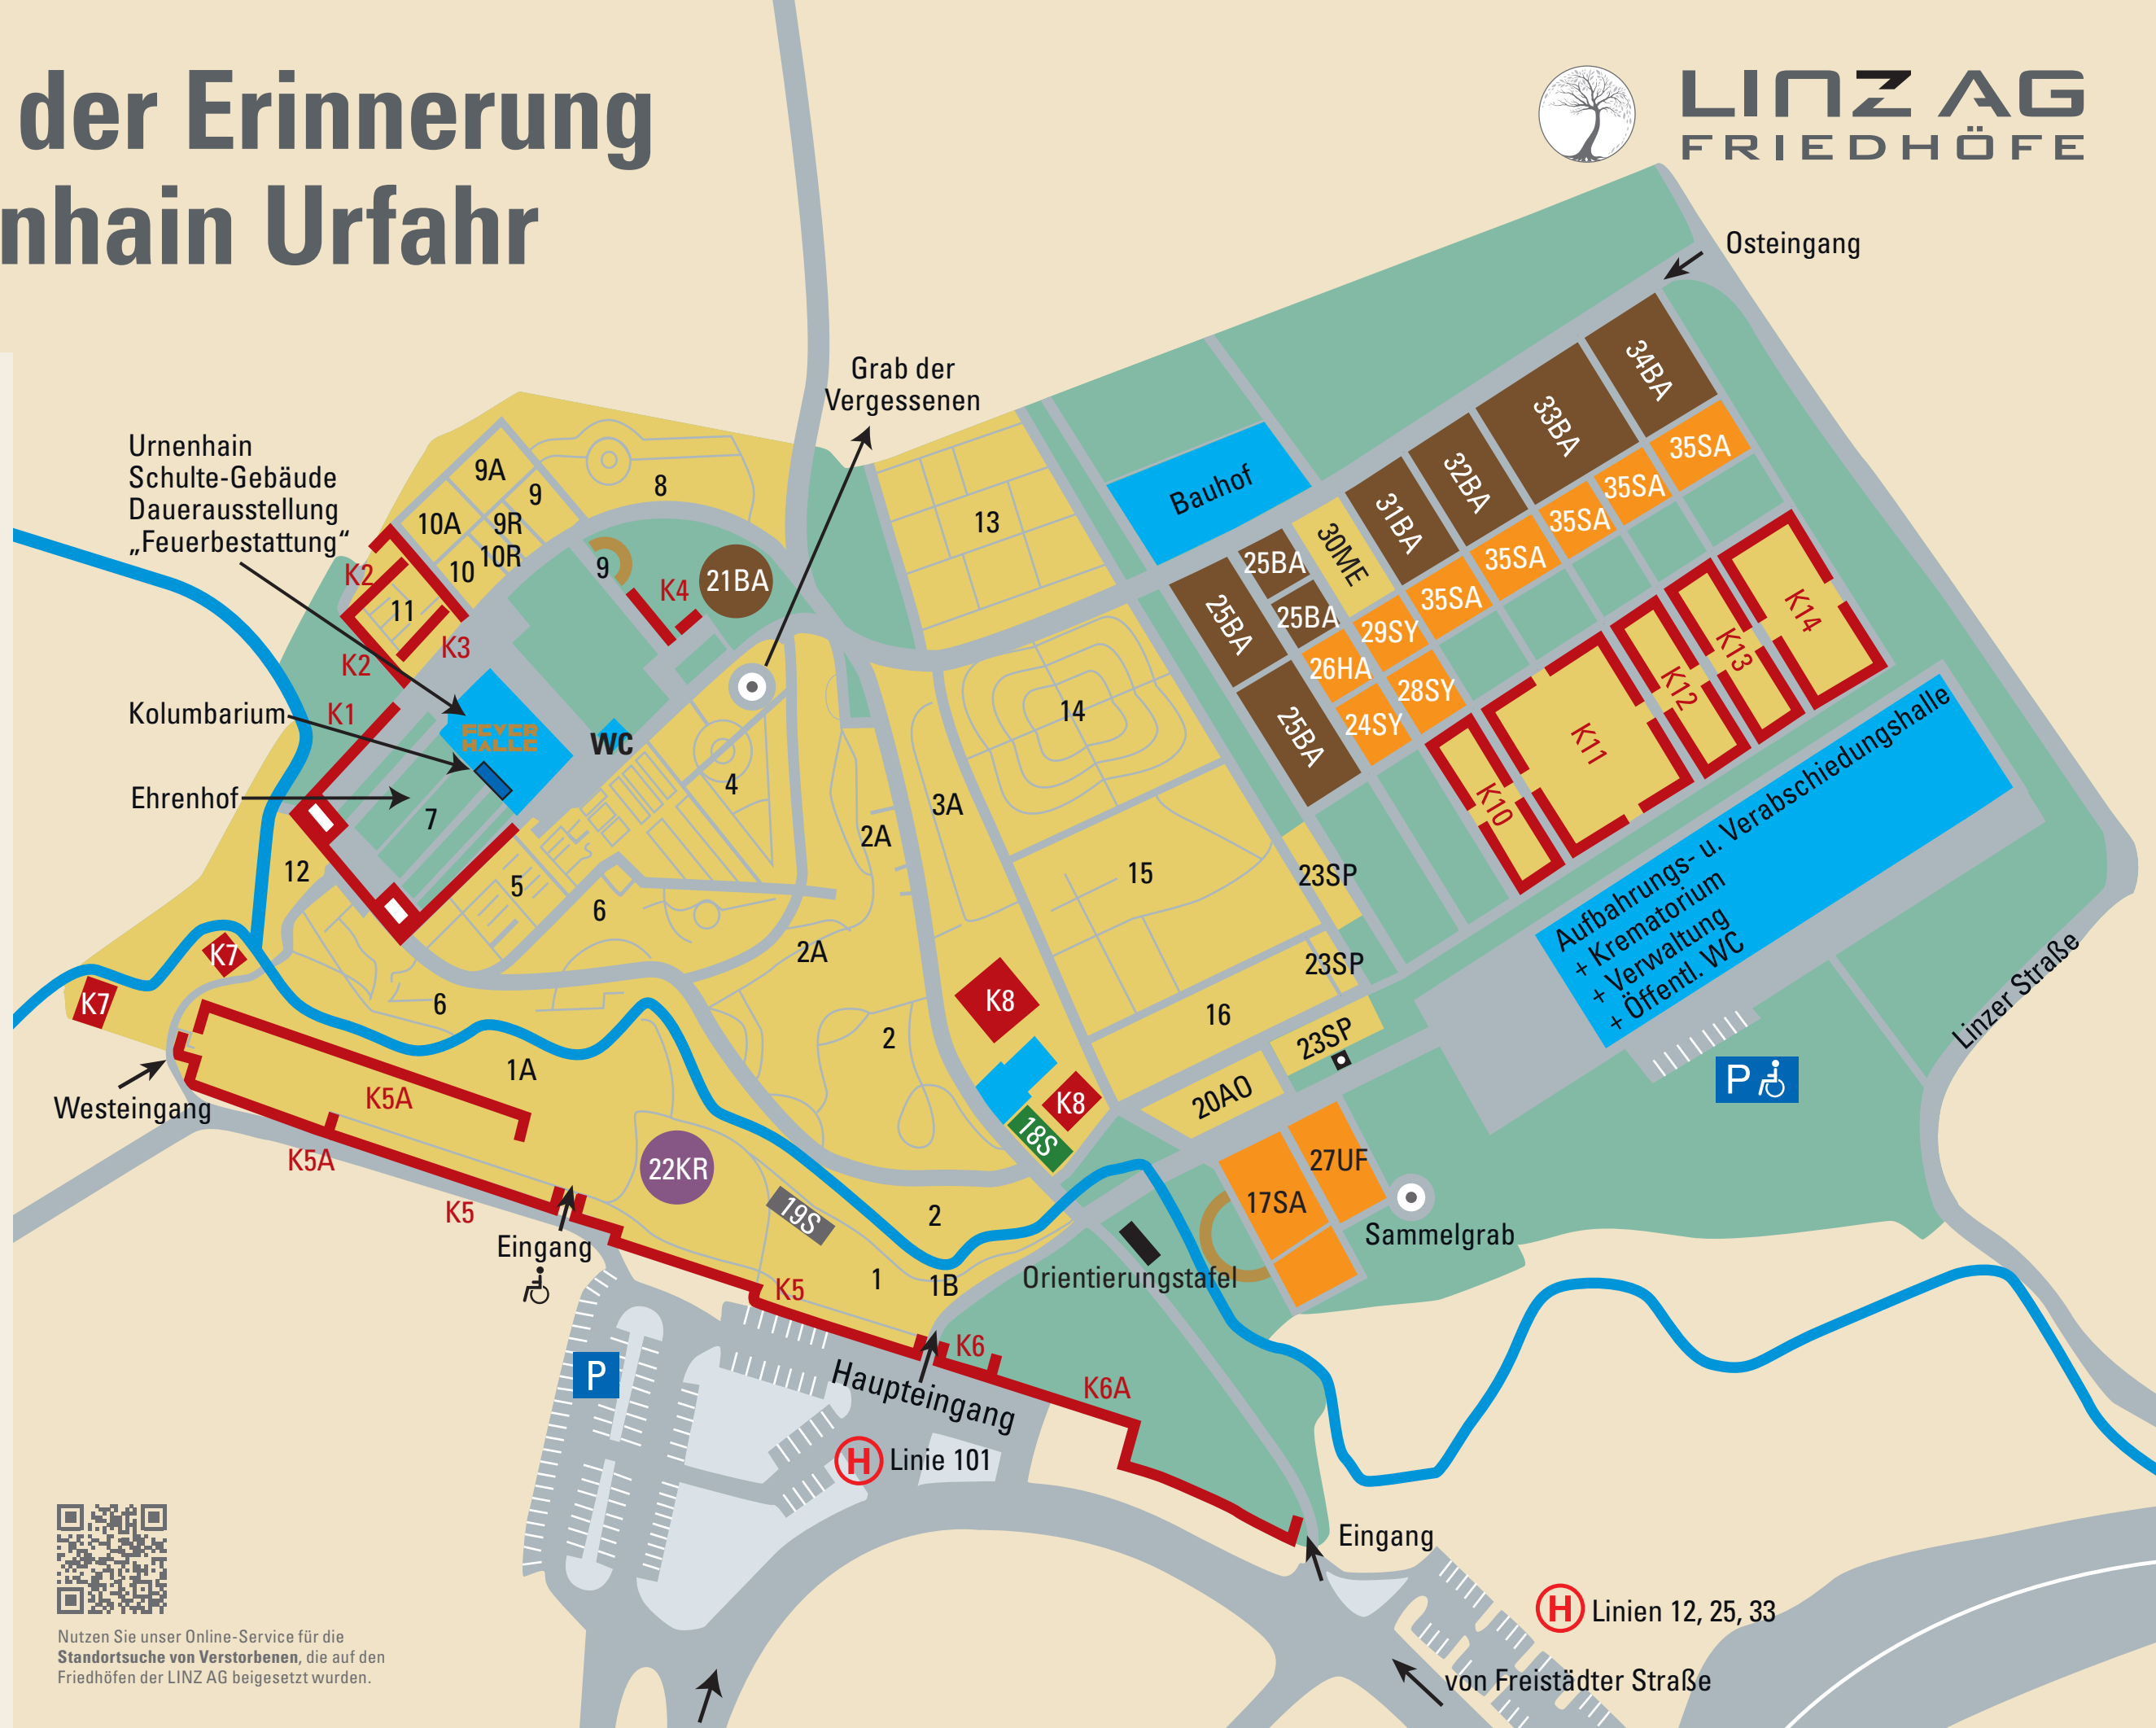 der Erinnerung
nhain Urfahr
LINZ AG
FRIEDHÖFE
Osteingang
Grab der
Vergessenen
Urnenhain
Schulte-Gebäude
Dauerausstellung
„Feuerbestattung“
Kolumbarium
Ehrenhof
FEVER
HALLE
WC
Bauhof
9A
9
8
10A
9R
10R
10
9
K2
11
K3
K2
K4
21BA
K1
7
12
5
6
4
13
14
15
3A
2A
2A
2
16
34BA
33BA
32BA
31BA
30ME
25BA
25BA
25BA
25BA
35SA
35SA
35SA
35SA
35SA
29SY
26HA
28SY
24SY
K14
K13
K12
K11
K10
23SP
23SP
23SP
20AO
Aufbahrungs- u. Verabschiedungshalle
+ Krematorium
+ Verwaltung
+ Öffentl. WC
P
Linzer Straße
K7
K7
6
1A
K5A
K5A
Westeingang
K5
Eingang
22KR
19S
K8
K8
18S
2
1
1B
K5
17SA
27UF
Sammelgrab
Orientierungstafel
K6
K6A
Haupteingang
P
H Linie 101
Eingang
H Linien 12, 25, 33
von Freistädter Straße
Nutzen Sie unser Online-Service für die
Standortsuche von Verstorbenen, die auf den
Friedhöfen der LINZ AG beigesetzt wurden.